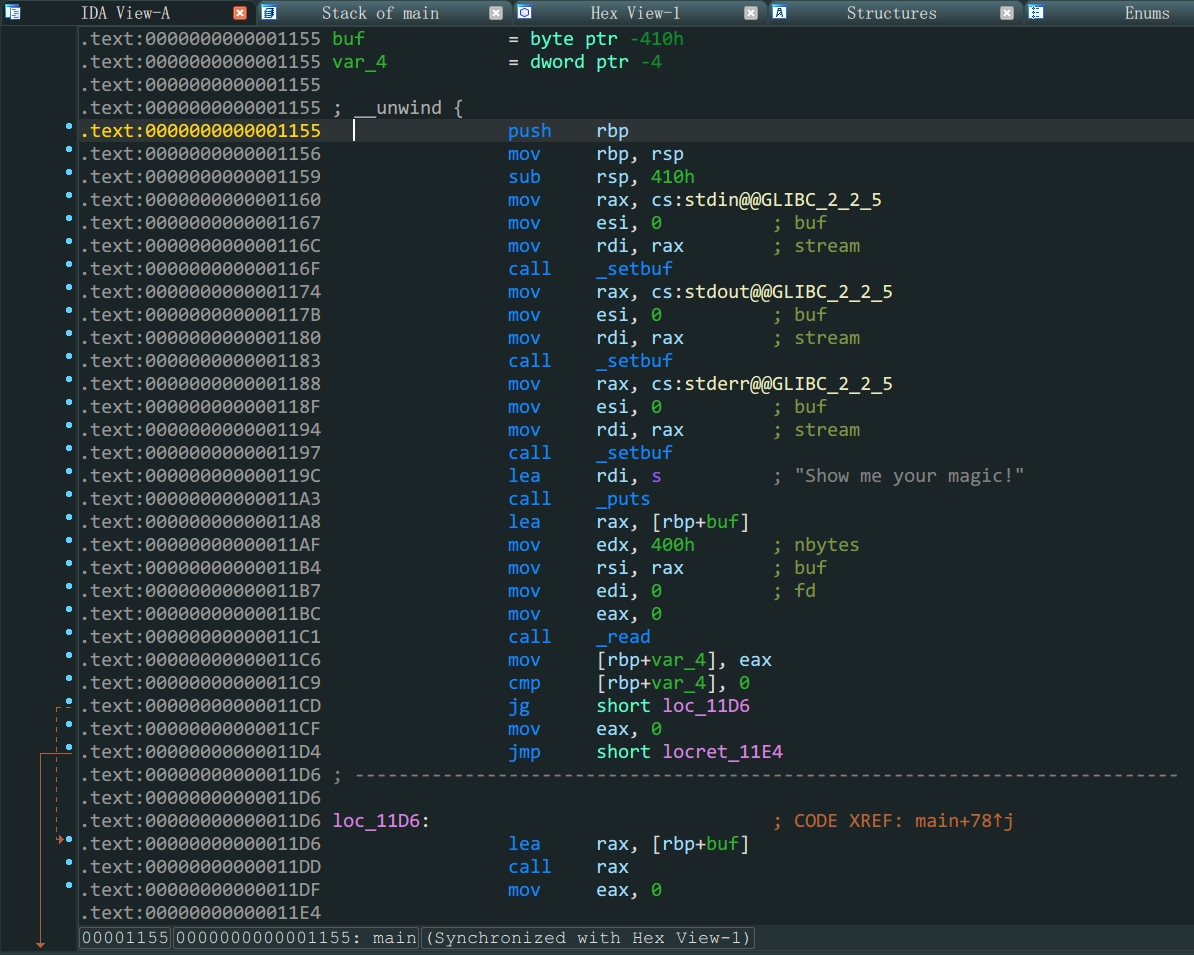 IDA View-A Stack of main Hex View-1 Structures Enums
.text:0000000000001155 buf = byte ptr -410h
.text:0000000000001155 var_4 = dword ptr -4
.text:0000000000001155
.text:0000000000001155 ; __unwind {
.text:0000000000001155 push rbp
.text:0000000000001156 mov rbp, rsp
.text:0000000000001159 sub rsp, 410h
.text:0000000000001160 mov rax, cs:stdin@@GLIBC_2_2_5
.text:0000000000001167 mov esi, 0 ; buf
.text:000000000000116C mov rdi, rax ; stream
.text:000000000000116F call _setbuf
.text:0000000000001174 mov rax, cs:stdout@@GLIBC_2_2_5
.text:000000000000117B mov esi, 0 ; buf
.text:0000000000001180 mov rdi, rax ; stream
.text:0000000000001183 call _setbuf
.text:0000000000001188 mov rax, cs:stderr@@GLIBC_2_2_5
.text:000000000000118F mov esi, 0 ; buf
.text:0000000000001194 mov rdi, rax ; stream
.text:0000000000001197 call _setbuf
.text:000000000000119C lea rdi, s ; "Show me your magic!"
.text:00000000000011A3 call _puts
.text:00000000000011A8 lea rax, [rbp+buf]
.text:00000000000011AF mov edx, 400h ; nbytes
.text:00000000000011B4 mov rsi, rax ; buf
.text:00000000000011B7 mov edi, 0 ; fd
.text:00000000000011BC mov eax, 0
.text:00000000000011C1 call _read
.text:00000000000011C6 mov [rbp+var_4], eax
.text:00000000000011C9 cmp [rbp+var_4], 0
.text:00000000000011CD jg short loc_11D6
.text:00000000000011CF mov eax, 0
.text:00000000000011D4 jmp short locret_11E4
.text:00000000000011D6 ; ---------------------------------------------------------------------------
.text:00000000000011D6
.text:00000000000011D6 loc_11D6: ; CODE XREF: main+78↑j
.text:00000000000011D6 lea rax, [rbp+buf]
.text:00000000000011DD call rax
.text:00000000000011DF mov eax, 0
.text:00000000000011E4
00001155 0000000000001155: main (Synchronized with Hex View-1)